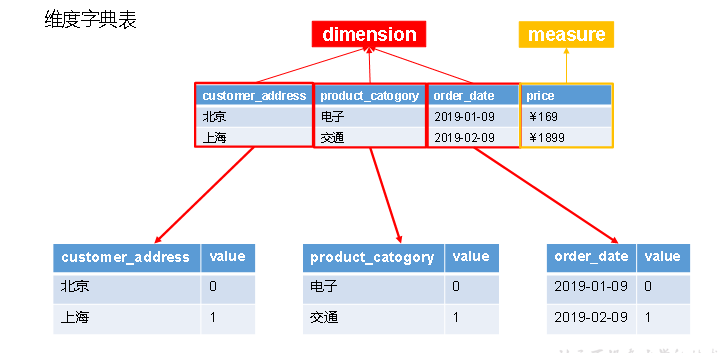 维度字典表
dimension
measure
customer_address product_catogory order_date price
北京 电子 2019-01-09 ￥169
上海 交通 2019-02-09 ￥1899
customer_address value
北京 0
上海 1
product_catogory value
电子 0
交通 1
order_date value
2019-01-09 0
2019-02-09 1